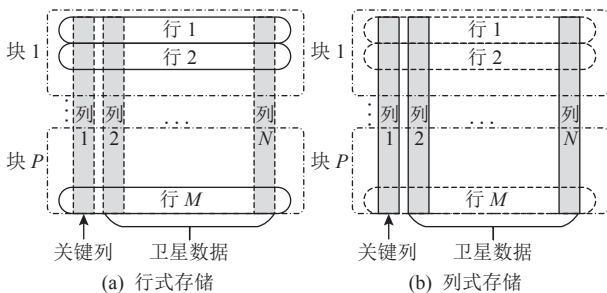 块 1
行 1
行 2
⋮
列 1
列 2
...
列 N
块 P
行 M
关键列
卫星数据
(a) 行式存储
块 1
行 1
行 2
⋮
列 1
列 2
...
列 N
块 P
行 M
关键列
卫星数据
(b) 列式存储